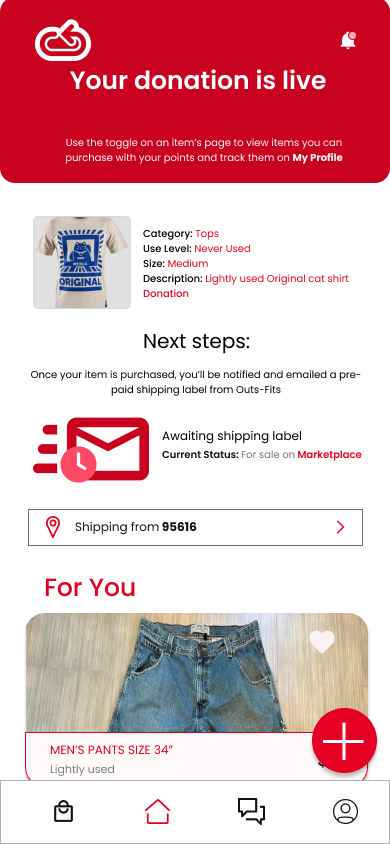 Your donation is live
Use the toggle on an item's page to view items you can
purchase with your points and track them on My Profile
ORIGINAL
Category: Tops
Use Level: Never Used
Size: Medium
Description: Lightly used Original cat shirt
Donation
Next steps:
Once your item is purchased, you'll be notified and emailed a pre-
paid shipping label from Outs-Fits
Awaiting shipping label
Current Status: For sale on Marketplace
Shipping from 95616
For You
MEN'S PANTS SIZE 34"
Lightly used